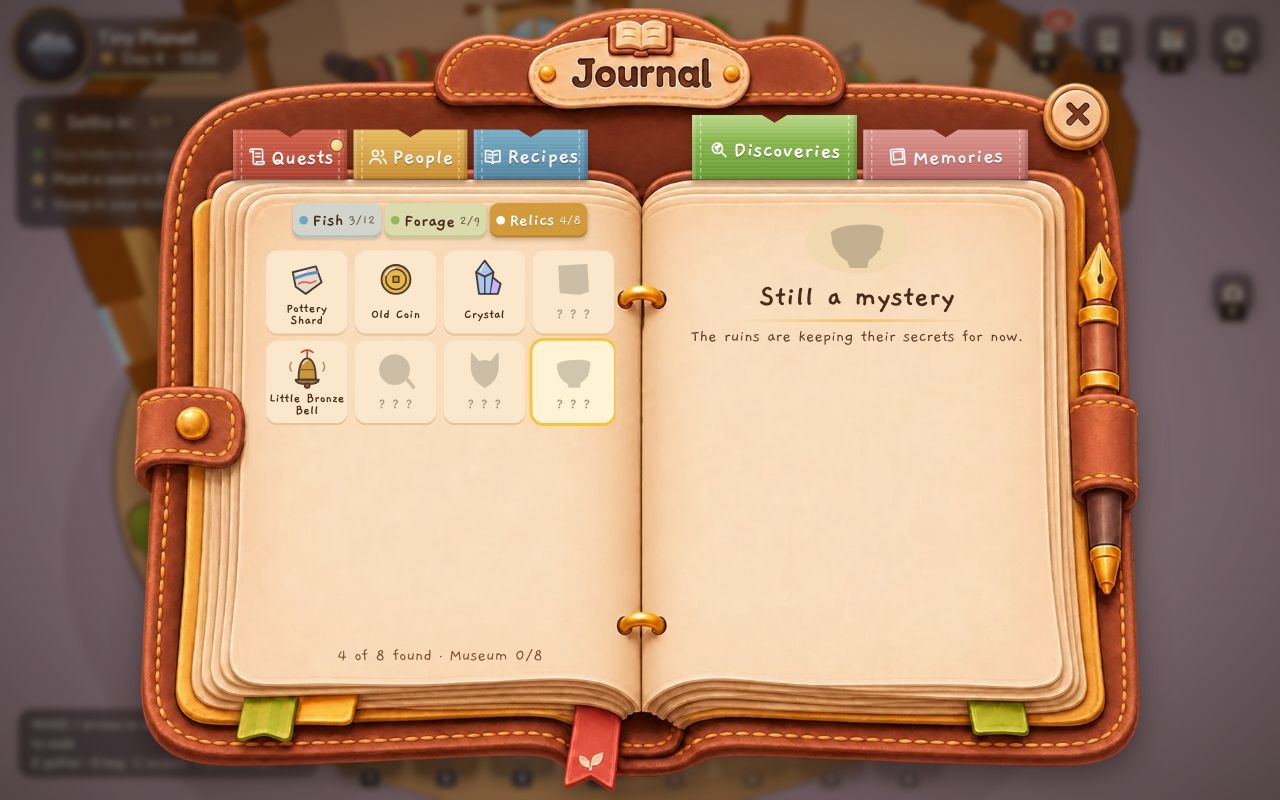 Journal
Quests
People
Recipes
Discoveries
Memories
Fish 3/12
Forage 2/9
Relics 4/8
Pottery
Shard
Old Coin
Crystal
? ? ?
Little Bronze
Bell
? ? ?
? ? ?
? ? ?
4 of 8 found · Museum 0/8
Still a mystery
The ruins are keeping their secrets for now.